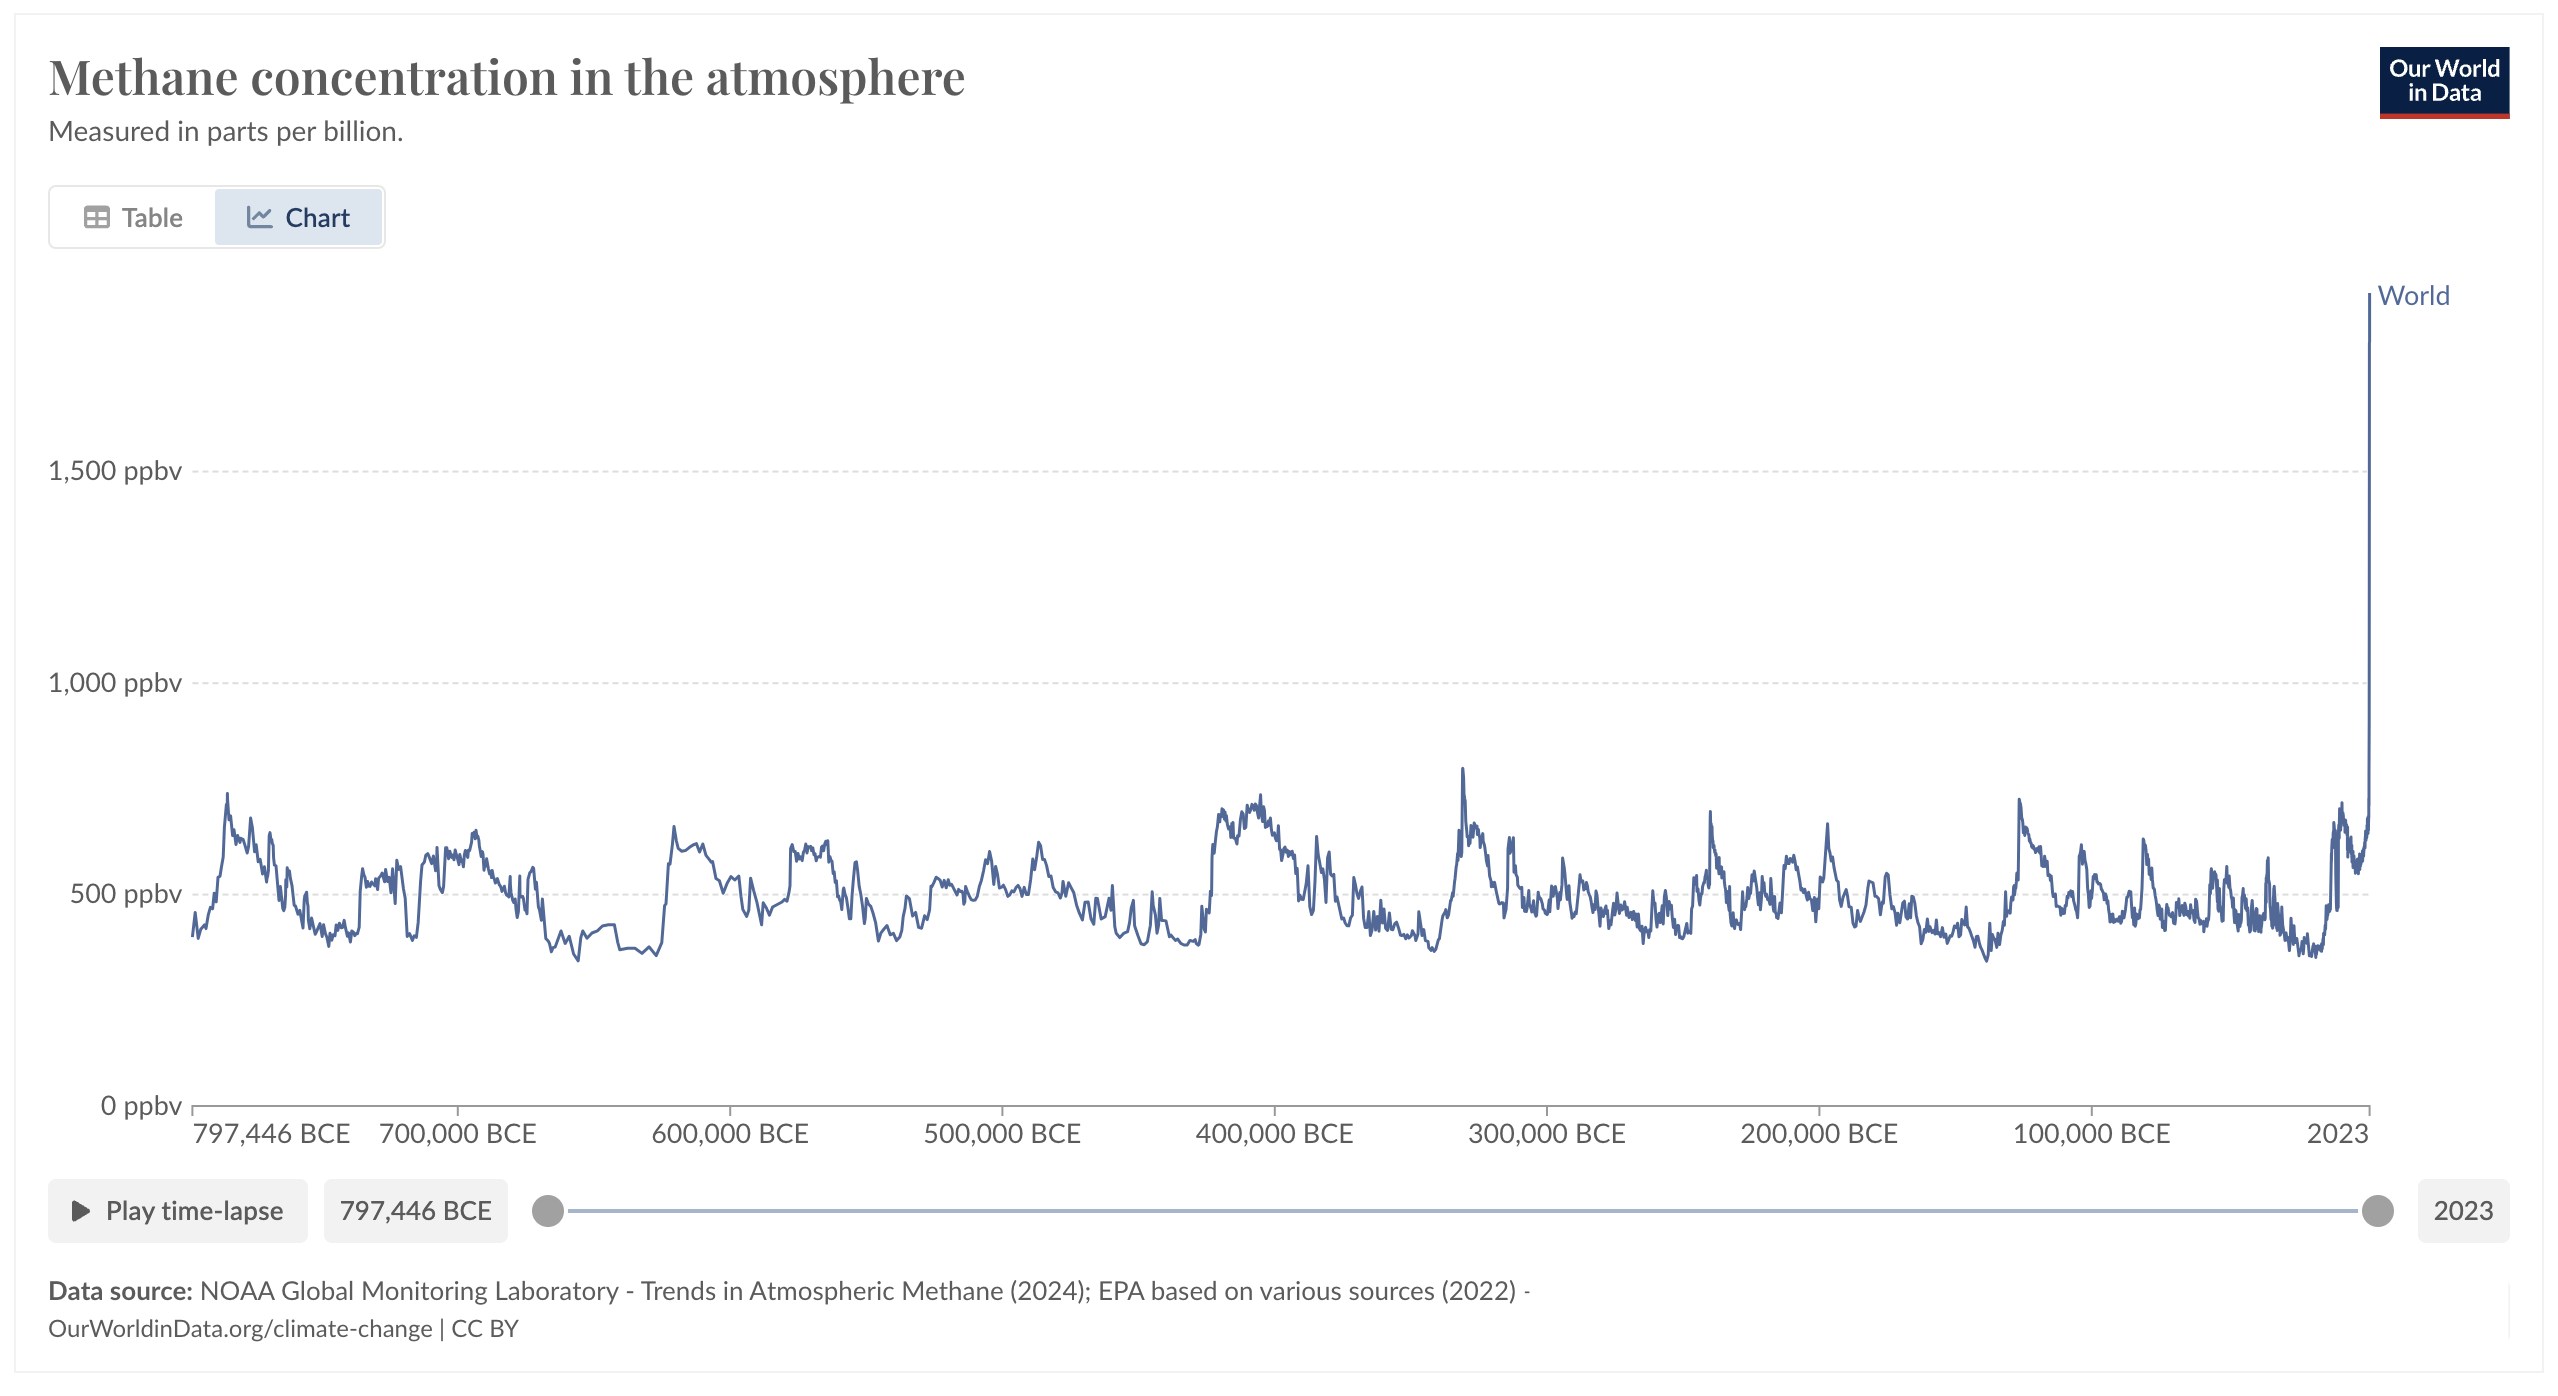 Methane concentration in the atmosphere
Our World
in Data
Measured in parts per billion.
Table
Chart
World
1,500 ppbv
1,000 ppbv
500 ppbv
0 ppbv
797,446 BCE 700,000 BCE 600,000 BCE 500,000 BCE 400,000 BCE 300,000 BCE 200,000 BCE 100,000 BCE 2023
Play time-lapse 797,446 BCE 2023
Data source: NOAA Global Monitoring Laboratory - Trends in Atmospheric Methane (2024); EPA based on various sources (2022) -
OurWorldinData.org/climate-change | CC BY